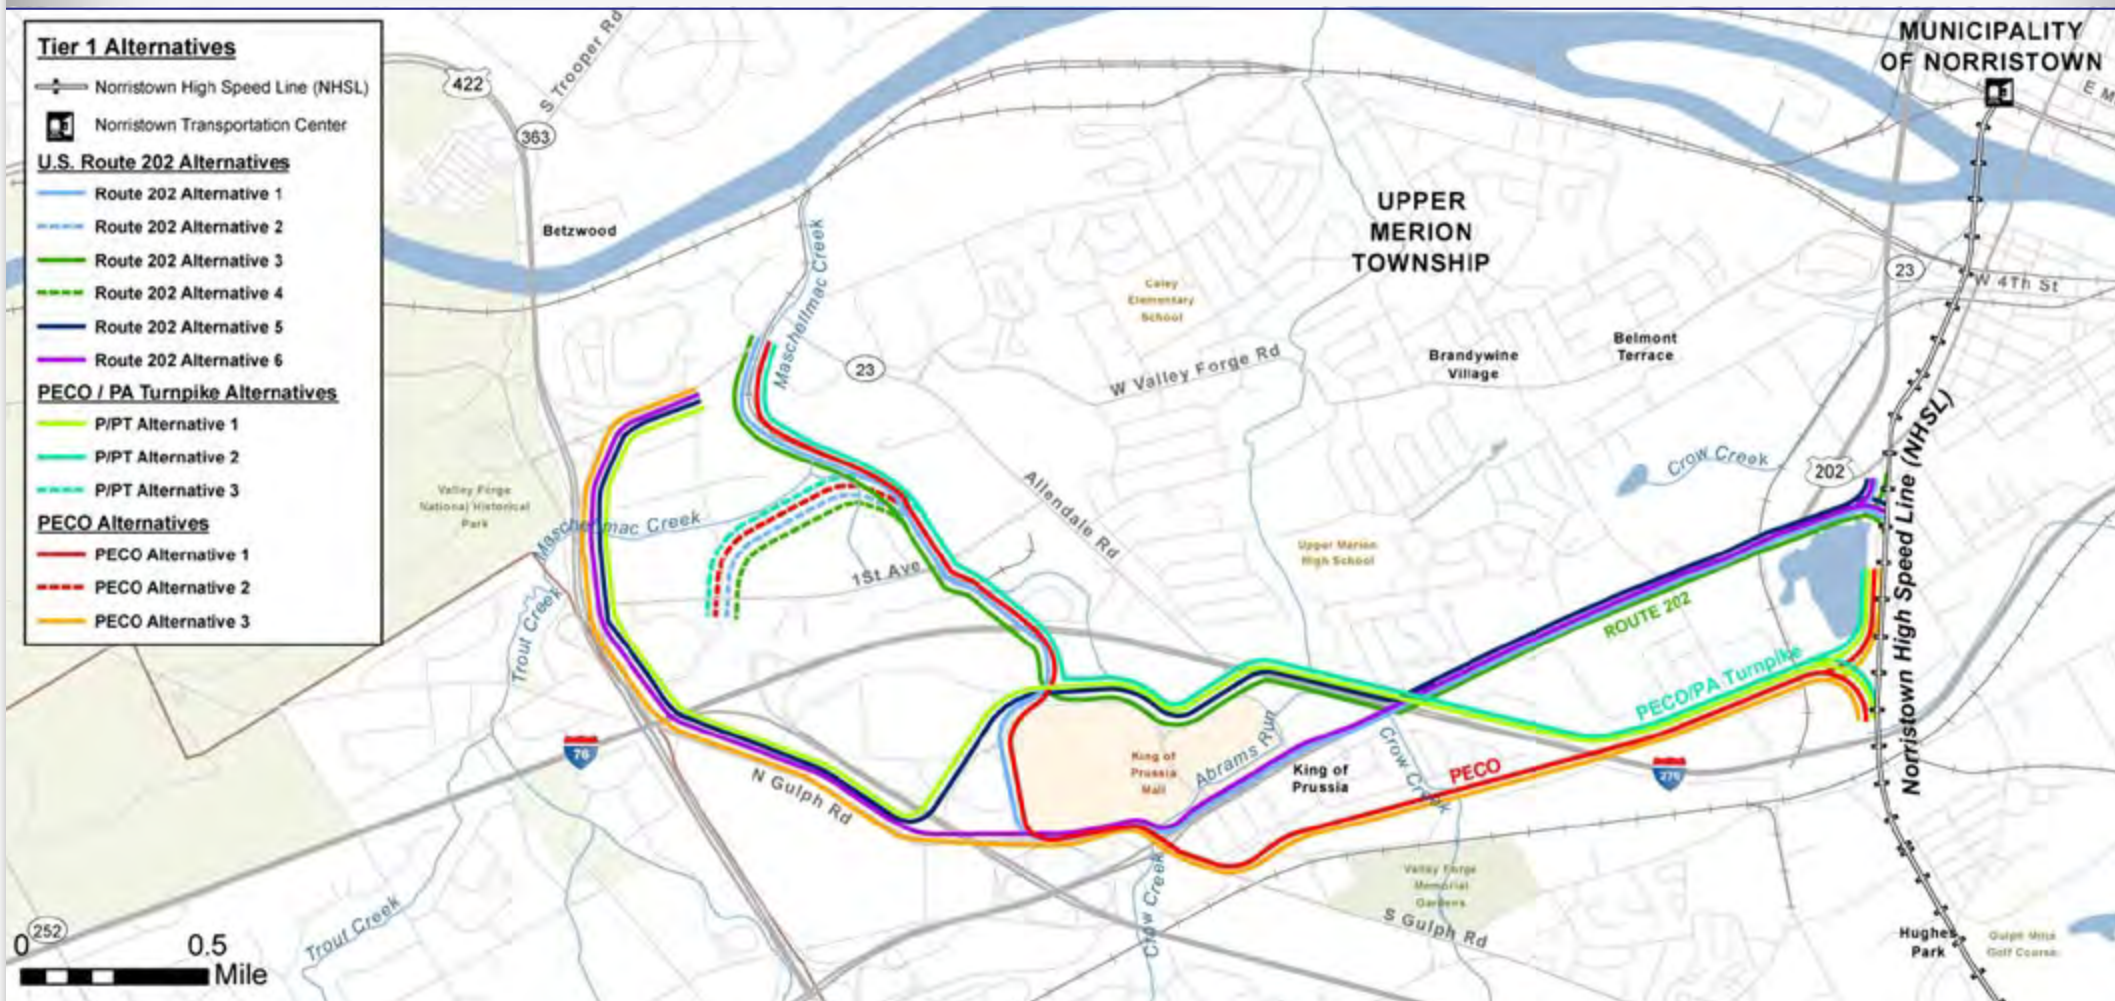 Tier 1 Alternatives
Norristown High Speed Line (NHSL)
Norristown Transportation Center
U.S. Route 202 Alternatives
Route 202 Alternative 1
Route 202 Alternative 2
Route 202 Alternative 3
Route 202 Alternative 4
Route 202 Alternative 5
Route 202 Alternative 6
PECO / PA Turnpike Alternatives
P/PT Alternative 1
P/PT Alternative 2
P/PT Alternative 3
PECO Alternatives
PECO Alternative 1
PECO Alternative 2
PECO Alternative 3
422
S Trooper Rd
363
Betzwood
Maschellmac Creek
23
MUNICIPALITY
OF NORRISTOWN
E M
UPPER
MERION
TOWNSHIP
Caley
Elementary
School
W Valley Forge Rd
Brandywine
Village
Belmont
Terrace
23
W 4Th St
Crow Creek
202
Norristown High Speed Line (NHSL)
Valley Forge
National Historical
Park
Maschellmac Creek
Trout Creek
1St Ave
Allendale Rd
Upper Merion
High School
ROUTE 202
PECO/PA Turnpike
PECO
276
76
N Gulph Rd
King of
Prussia
Mall
Abrams Run
King of
Prussia
Crow Creek
Crow Creek
Valley Forge
Memorial
Gardens
S Gulph Rd
Hughes
Park
Gulph Mills
Golf Course
Trout Creek
252
0 0.5
Mile